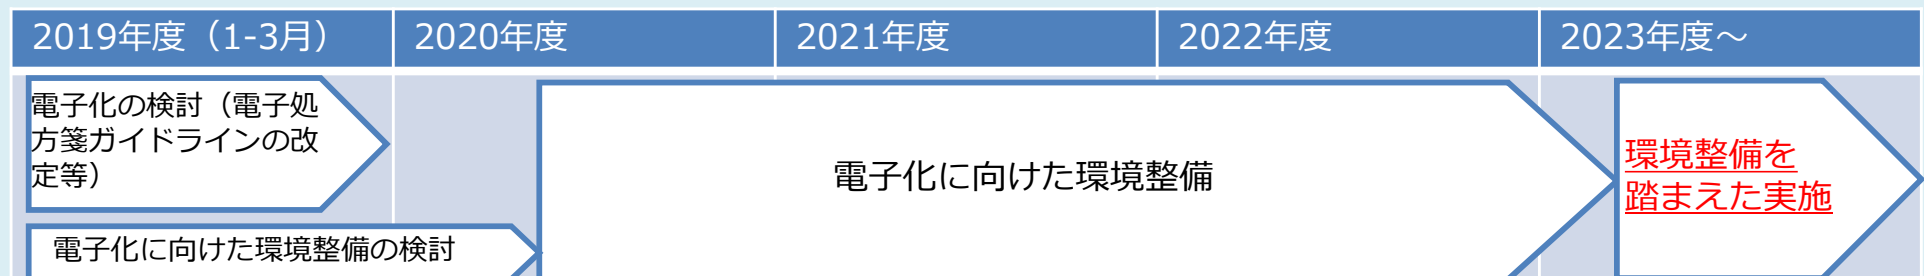 2019年度（1-3月）
2020年度
2021年度
2022年度
2023年度～
電子化の検討（電子処
方箋ガイドラインの改
定等）
電子化に向けた環境整備の検討
電子化に向けた環境整備
環境整備を
踏まえた実施